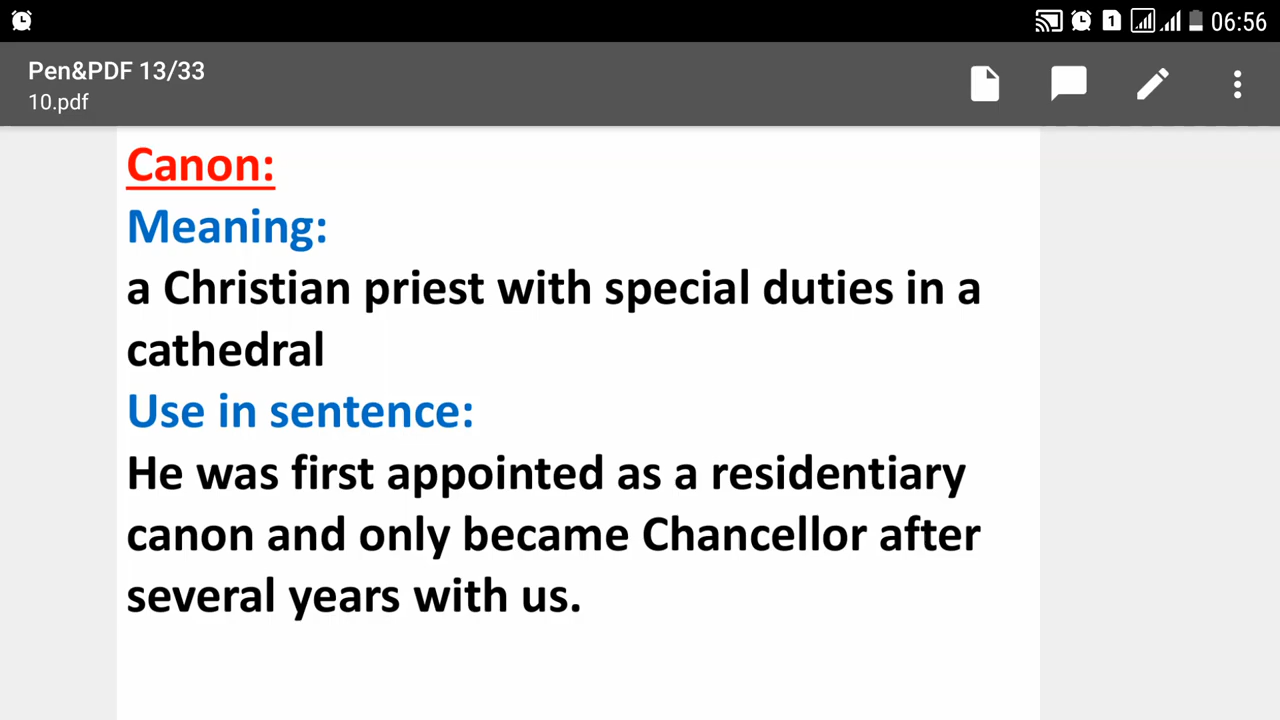 06:56
Pen&PDF 13/33
10.pdf
Canon:
Meaning:
a Christian priest with special duties in a
cathedral
Use in sentence:
He was first appointed as a residentiary
canon and only became Chancellor after
several years with us.